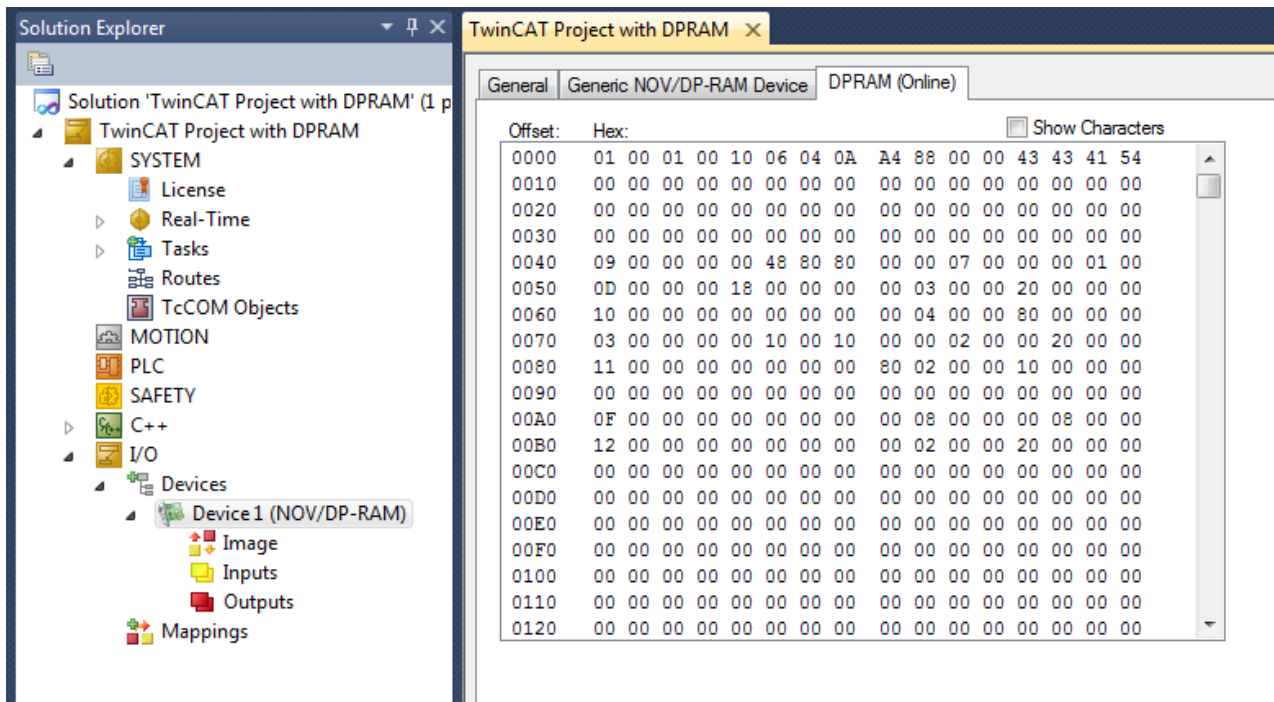 Solution Explorer
Solution 'TwinCAT Project with DPRAM' (1 p
TwinCAT Project with DPRAM
SYSTEM
License
Real-Time
Tasks
Routes
TcCOM Objects
MOTION
PLC
SAFETY
C++
I/O
Devices
Device 1 (NOV/DP-RAM)
Image
Inputs
Outputs
Mappings
TwinCAT Project with DPRAM
General Generic NOV/DP-RAM Device DPRAM (Online)
Offset: Hex: Show Characters
0000 01 00 01 00 10 06 04 0A A4 88 00 00 43 43 41 54
0010 00 00 00 00 00 00 00 00 00 00 00 00 00 00 00 00
0020 00 00 00 00 00 00 00 00 00 00 00 00 00 00 00 00
0030 00 00 00 00 00 00 00 00 00 00 00 00 00 00 00 00
0040 09 00 00 00 00 48 80 80 00 00 07 00 00 00 01 00
0050 0D 00 00 00 18 00 00 00 00 03 00 00 20 00 00 00
0060 10 00 00 00 00 00 00 00 00 04 00 00 80 00 00 00
0070 03 00 00 00 00 10 00 10 00 00 02 00 00 20 00 00
0080 11 00 00 00 00 00 00 00 80 02 00 00 10 00 00 00
0090 00 00 00 00 00 00 00 00 00 00 00 00 00 00 00 00
00A0 0F 00 00 00 00 00 00 00 00 08 00 00 00 08 00 00
00B0 12 00 00 00 00 00 00 00 00 02 00 00 20 00 00 00
00C0 00 00 00 00 00 00 00 00 00 00 00 00 00 00 00 00
00D0 00 00 00 00 00 00 00 00 00 00 00 00 00 00 00 00
00E0 00 00 00 00 00 00 00 00 00 00 00 00 00 00 00 00
00F0 00 00 00 00 00 00 00 00 00 00 00 00 00 00 00 00
0100 00 00 00 00 00 00 00 00 00 00 00 00 00 00 00 00
0110 00 00 00 00 00 00 00 00 00 00 00 00 00 00 00 00
0120 00 00 00 00 00 00 00 00 00 00 00 00 00 00 00 00